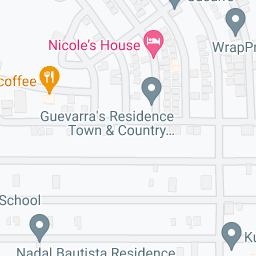 Nicole's House
WrapPr
coffee
Guevarra's Residence
Town & Country...
School
Nadal Bautista Residence
Ku